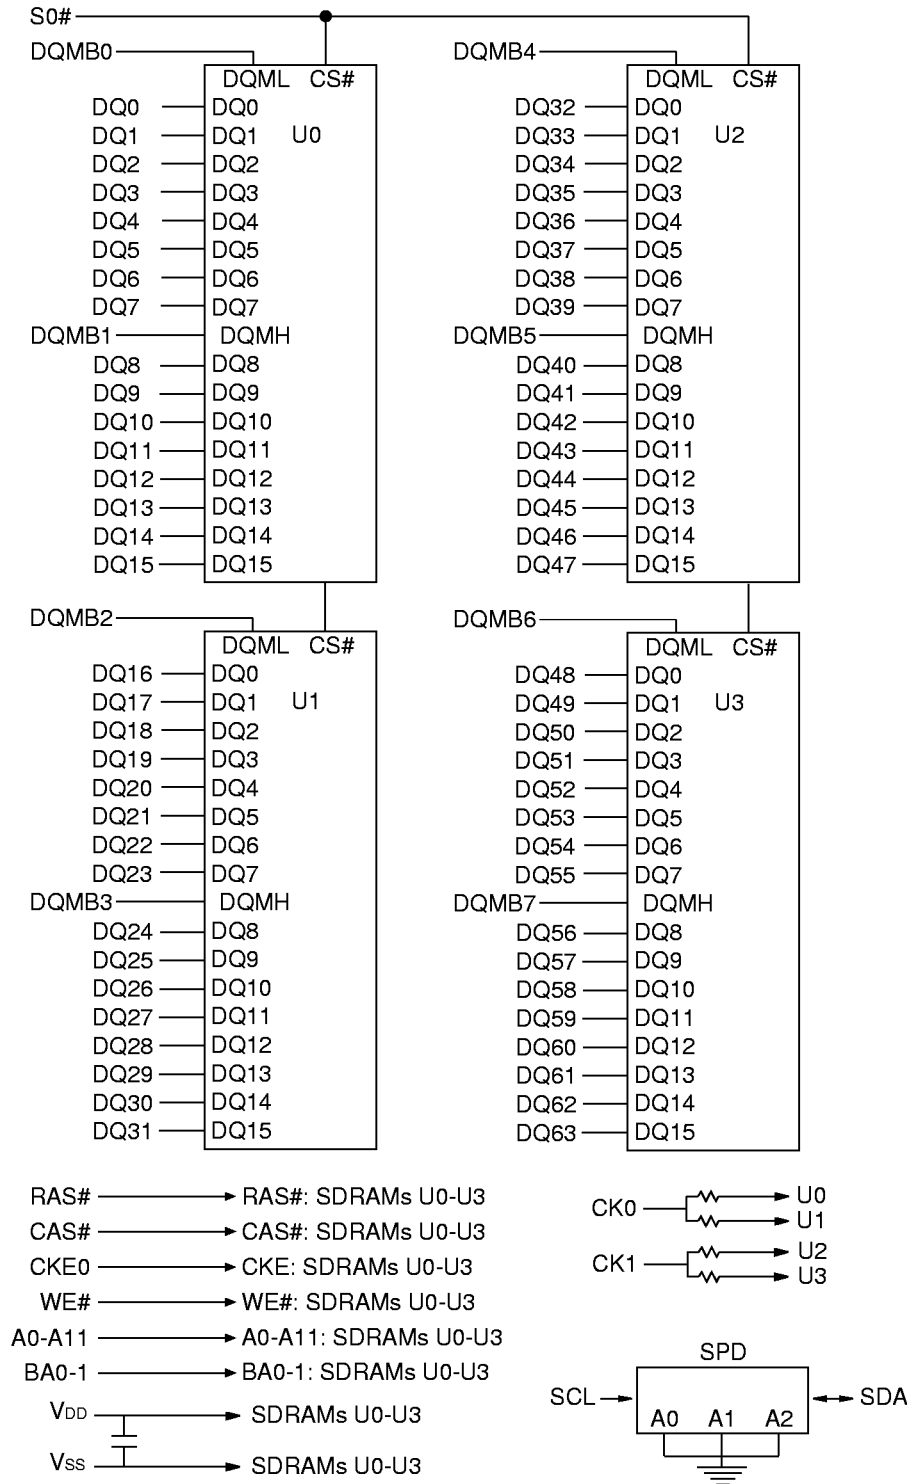 S0#
DQMB0
DQML CS#
DQ0 DQ0
DQ1 DQ1 U0
DQ2 DQ2
DQ3 DQ3
DQ4 DQ4
DQ5 DQ5
DQ6 DQ6
DQ7 DQ7
DQMB1 DQMH
DQ8 DQ8
DQ9 DQ9
DQ10 DQ10
DQ11 DQ11
DQ12 DQ12
DQ13 DQ13
DQ14 DQ14
DQ15 DQ15
DQMB4
DQML CS#
DQ32 DQ0
DQ33 DQ1 U2
DQ34 DQ2
DQ35 DQ3
DQ36 DQ4
DQ37 DQ5
DQ38 DQ6
DQ39 DQ7
DQMB5 DQMH
DQ40 DQ8
DQ41 DQ9
DQ42 DQ10
DQ43 DQ11
DQ44 DQ12
DQ45 DQ13
DQ46 DQ14
DQ47 DQ15
DQMB2
DQML CS#
DQ16 DQ0
DQ17 DQ1 U1
DQ18 DQ2
DQ19 DQ3
DQ20 DQ4
DQ21 DQ5
DQ22 DQ6
DQ23 DQ7
DQMB3 DQMH
DQ24 DQ8
DQ25 DQ9
DQ26 DQ10
DQ27 DQ11
DQ28 DQ12
DQ29 DQ13
DQ30 DQ14
DQ31 DQ15
DQMB6
DQML CS#
DQ48 DQ0
DQ49 DQ1 U3
DQ50 DQ2
DQ51 DQ3
DQ52 DQ4
DQ53 DQ5
DQ54 DQ6
DQ55 DQ7
DQMB7 DQMH
DQ56 DQ8
DQ57 DQ9
DQ58 DQ10
DQ59 DQ11
DQ60 DQ12
DQ61 DQ13
DQ62 DQ14
DQ63 DQ15
RAS# RAS#: SDRAMs U0-U3
CAS# CAS#: SDRAMs U0-U3
CKE0 CKE: SDRAMs U0-U3
WE# WE#: SDRAMs U0-U3
A0-A11 A0-A11: SDRAMs U0-U3
BA0-1 BA0-1: SDRAMs U0-U3
VDD SDRAMs U0-U3
VSS SDRAMs U0-U3
CK0 U0
U1
CK1 U2
U3
SPD
SCL SDA
A0 A1 A2